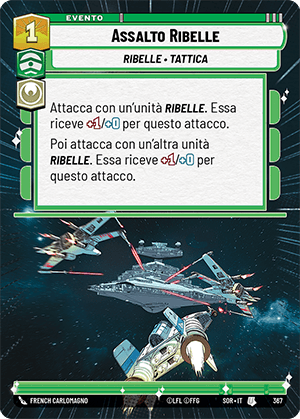 EVENTO
1
ASSALTO RIBELLE
RIBELLE • TATTICA
Attacca con un'unità RIBELLE. Essa
riceve +1/+0 per questo attacco.
Poi attacca con un'altra unità
RIBELLE. Essa riceve +1/+0 per
questo attacco.
FRENCH CARLOMAGNO
©LFL ©FFG
SOR • IT
367